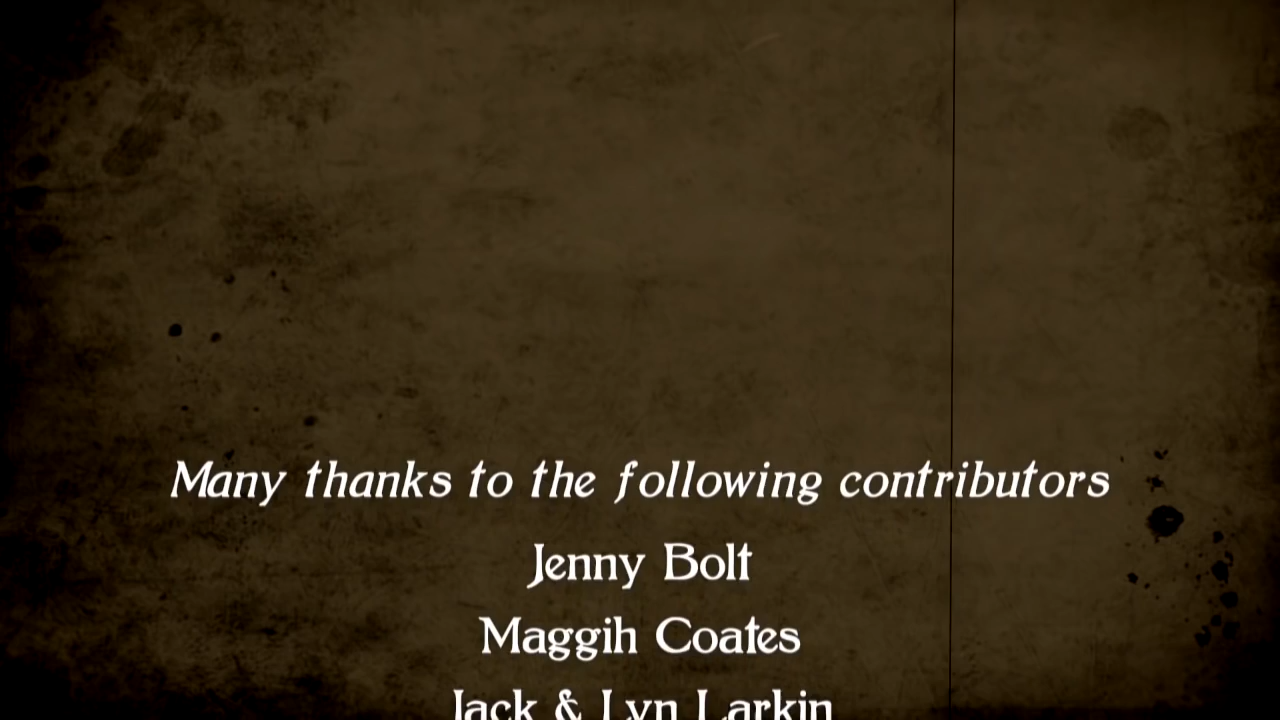 Many thanks to the following contributors
Jenny Bolt
Maggih Coates
Jack & Lyn Larkin